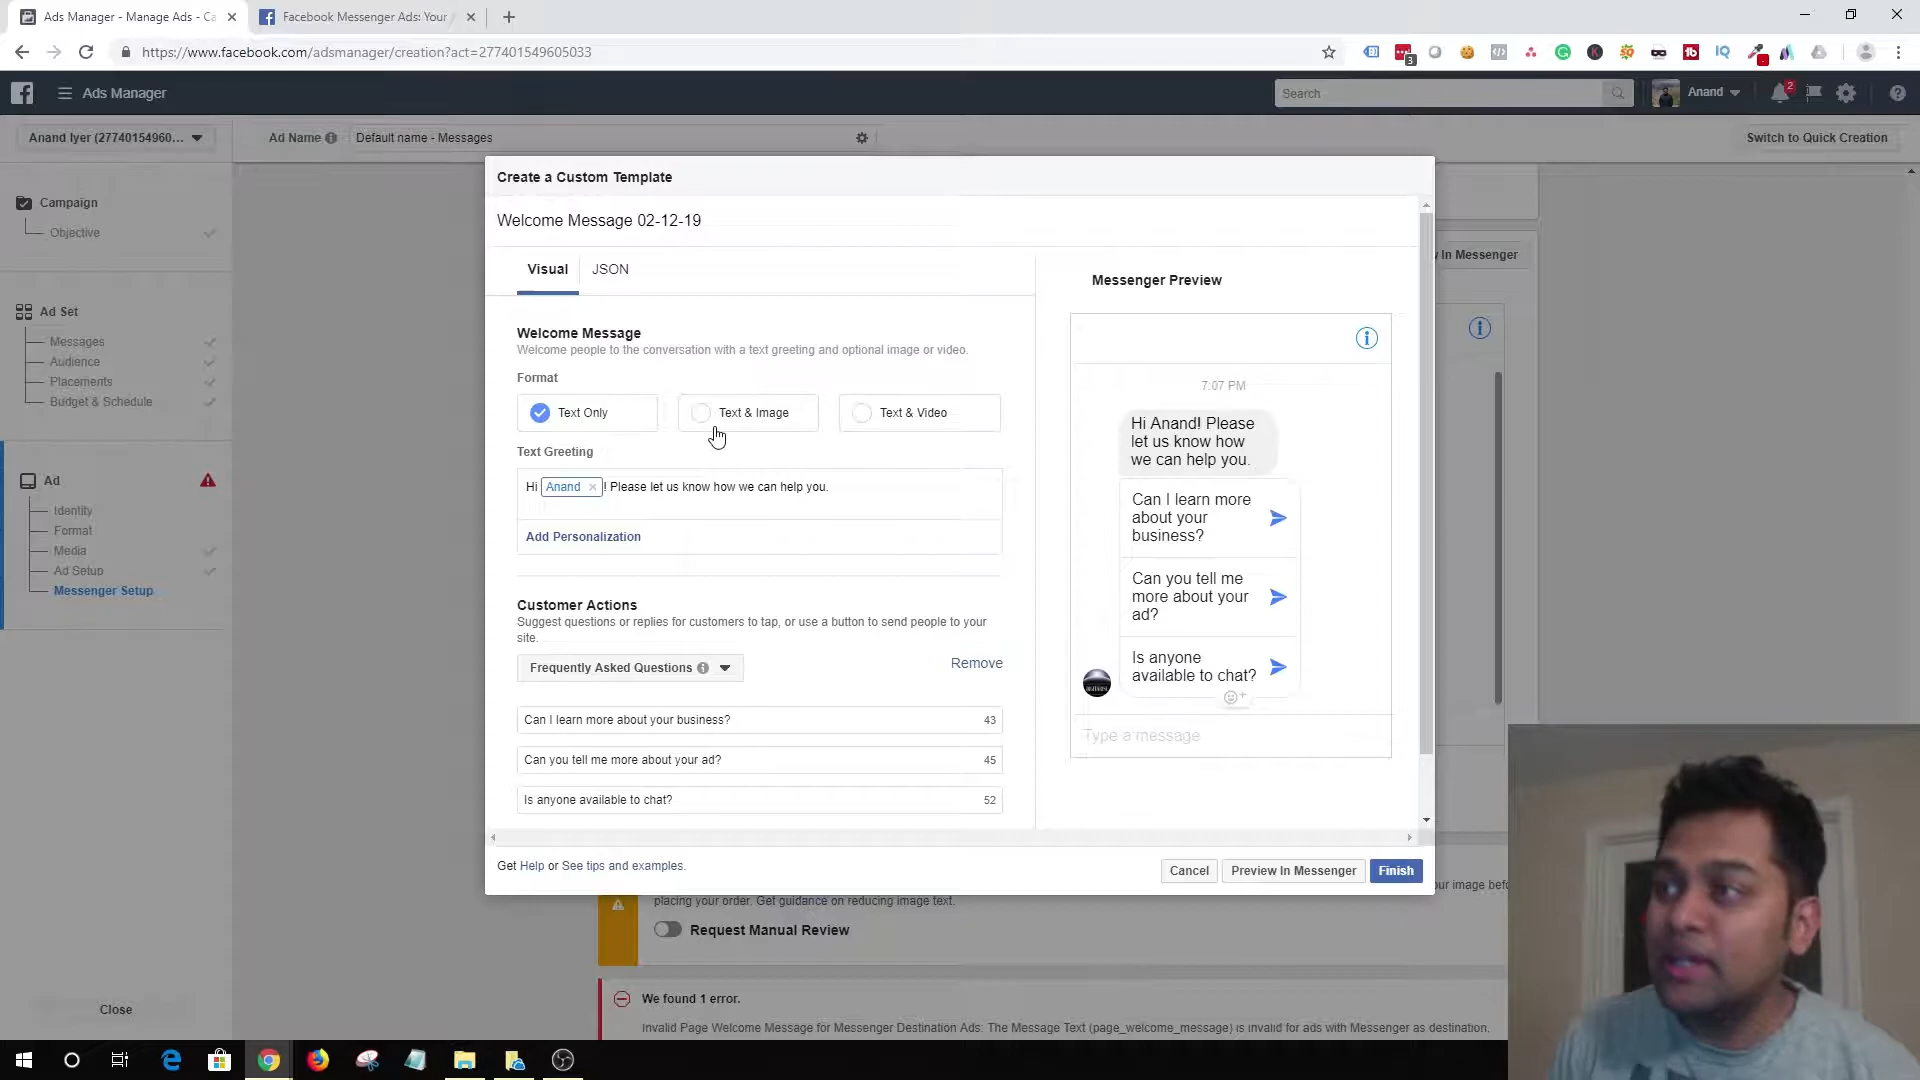 Ads Manager - Manage Ads - Ca
Facebook Messenger Ads: Your
https://www.facebook.com/adsmanager/creation?act=277401549605033
Ads Manager
Search
Anand
2
Anand Iyer (27740154960...
Ad Name
Default name - Messages
Switch to Quick Creation
Campaign
Objective
Ad Set
Messages
Audience
Placements
Budget & Schedule
Ad
Identity
Format
Media
Ad Setup
Messenger Setup
Close
Create a Custom Template
Welcome Message 02-12-19
Visual
JSON
Welcome Message
Welcome people to the conversation with a text greeting and optional image or video.
Format
Text Only
Text & Image
Text & Video
Text Greeting
Hi Anand × ! Please let us know how we can help you.
Add Personalization
Customer Actions
Suggest questions or replies for customers to tap, or use a button to send people to your
site.
Frequently Asked Questions
Remove
Can I learn more about your business? 43
Can you tell me more about your ad? 45
Is anyone available to chat? 52
Messenger Preview
7:07 PM
Hi Anand! Please
let us know how
we can help you.
Can I learn more
about your
business?
Can you tell me
more about your
ad?
Is anyone
available to chat?
Type a message
Get Help or See tips and examples.
Cancel
Preview In Messenger
Finish
In Messenger
placing your order. Get guidance on reducing image text.
Request Manual Review
We found 1 error.
Invalid Page Welcome Message for Messenger Destination Ads: The Message Text (page_welcome_message) is invalid for ads with Messenger as destination,